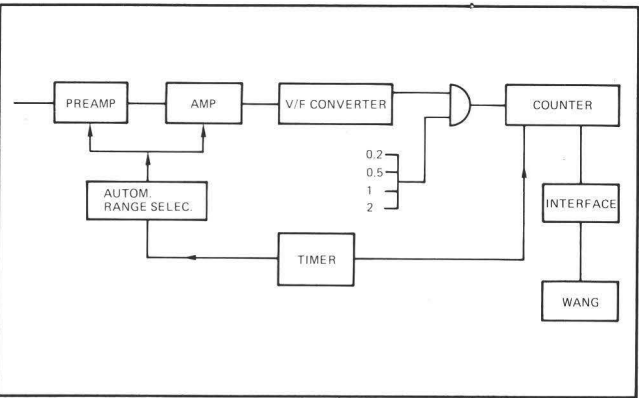 PREAMP
AMP
V/F CONVERTER
COUNTER
0.2
0.5
1
2
AUTOM.
RANGE SELEC.
INTERFACE
TIMER
WANG